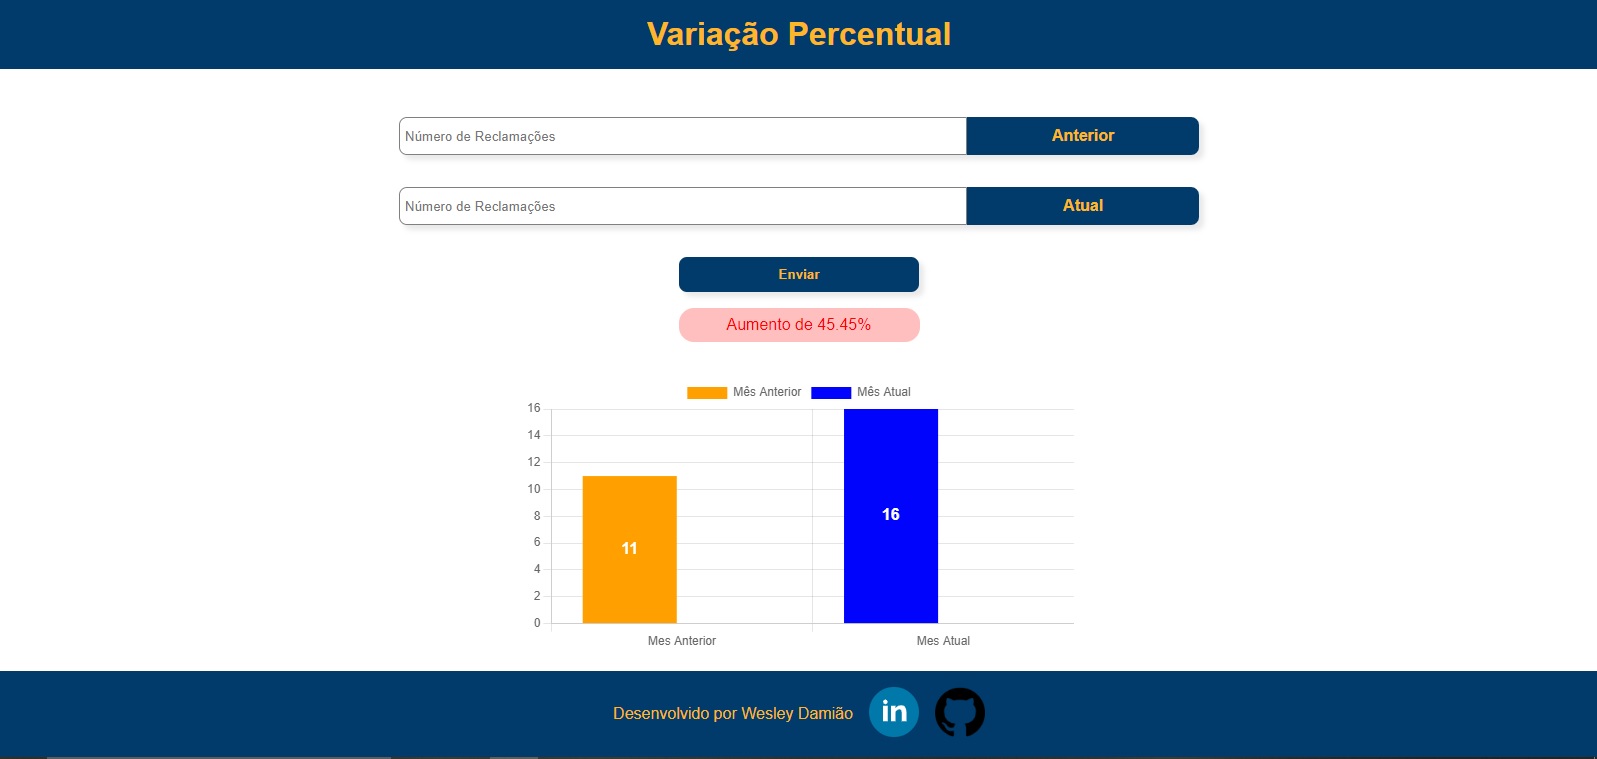 Variação Percentual
Número de Reclamações Anterior
Número de Reclamações Atual
Enviar
Aumento de 45.45%
Mês Anterior Mês Atual
16
14
12
10
8
6
4
2
0
11
16
Mes Anterior Mes Atual
Desenvolvido por Wesley Damião in